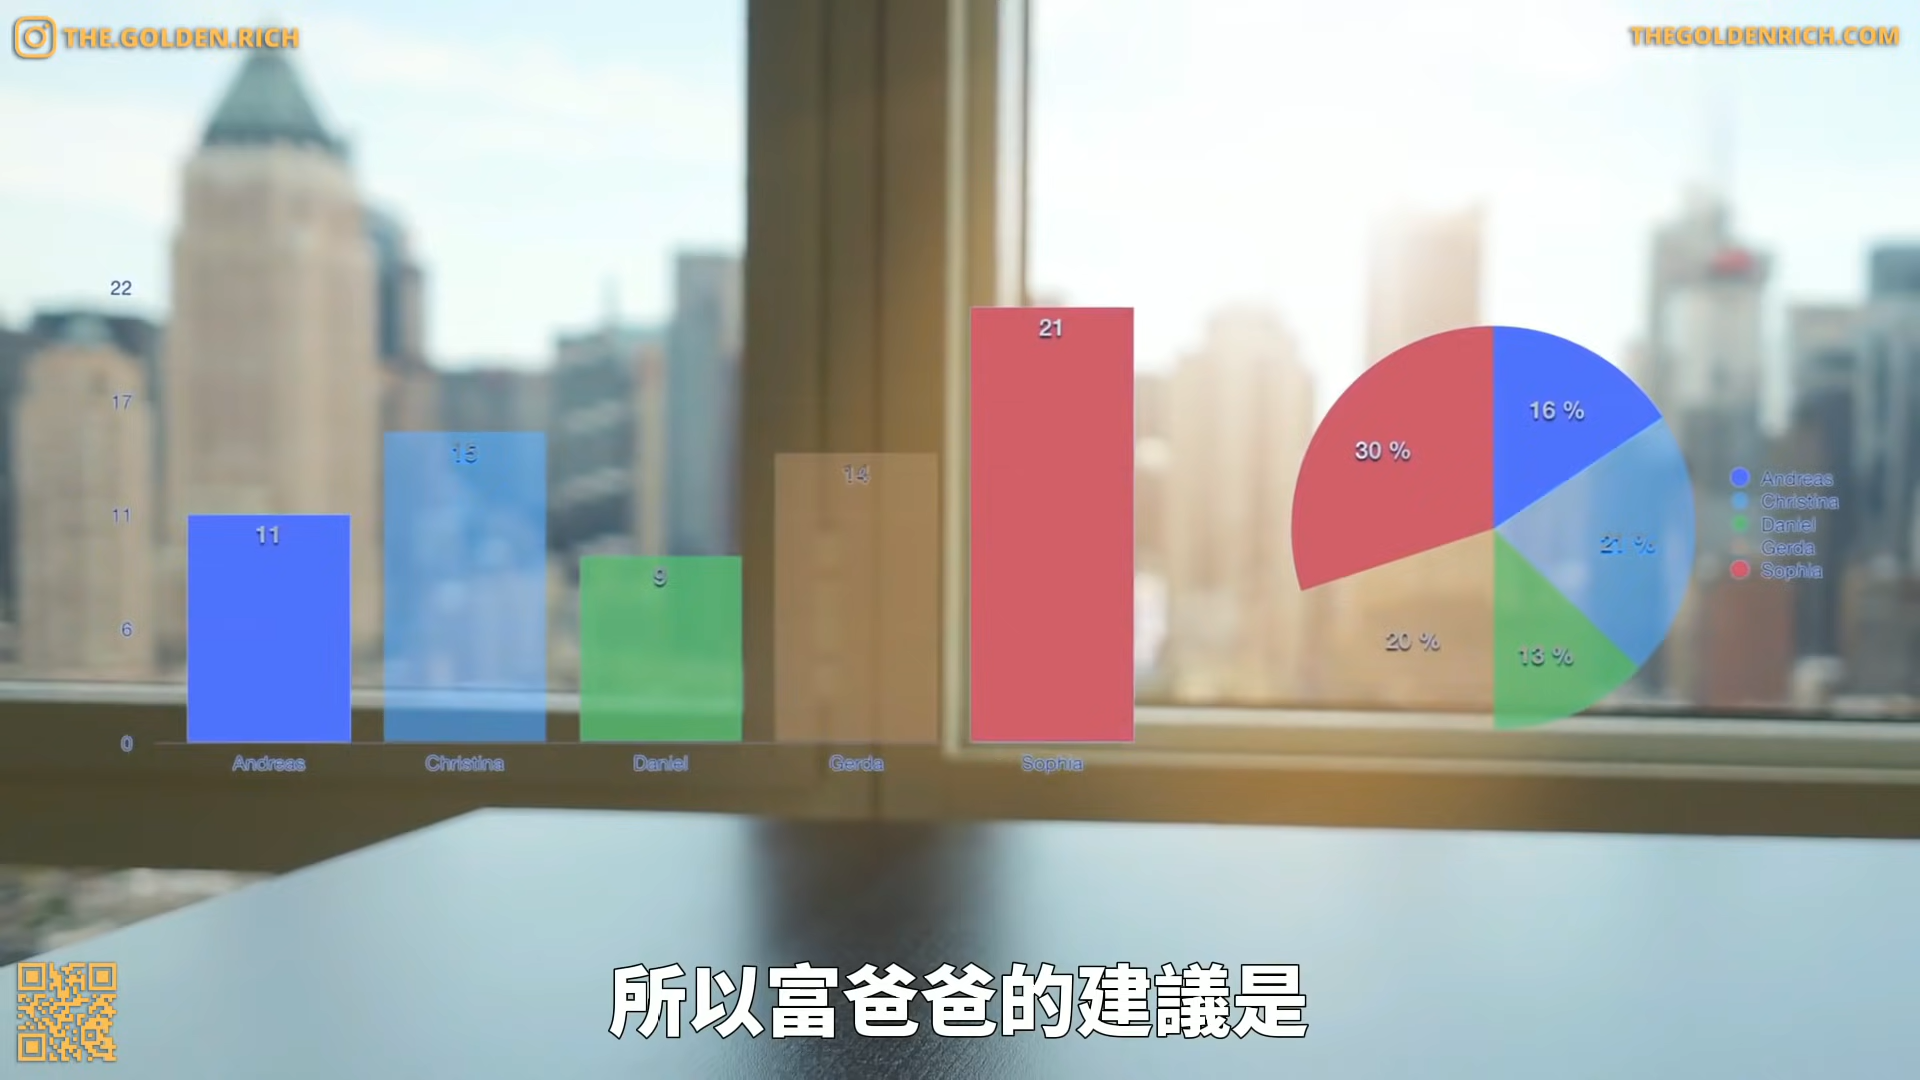 THE.GOLDEN.RICH
THEGOLDENRICH.COM
22
17
11
6
0
11
15
9
14
21
Andreas
Christina
Daniel
Gerda
Sophia
16 %
21 %
13 %
20 %
30 %
Andreas
Christina
Daniel
Gerda
Sophia
所以富爸爸的建議是